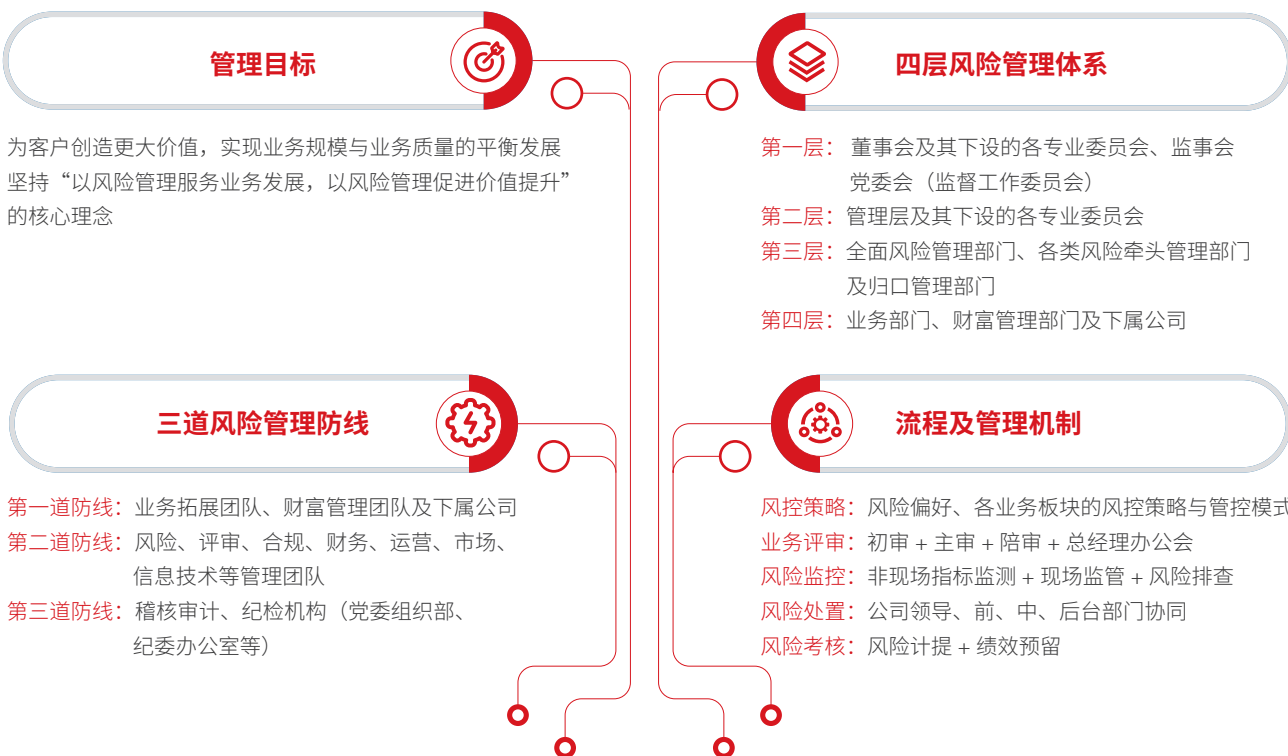 管理目标
为客户创造更大价值，实现业务规模与业务质量的平衡发展
坚持“以风险管理服务业务发展，以风险管理促进价值提升”
的核心理念
四层风险管理体系
第一层： 董事会及其下设的各专业委员会、监事会
党委会（监督工作委员会）
第二层：管理层及其下设的各专业委员会
第三层：全面风险管理部门、各类风险牵头管理部门
及归口管理部门
第四层：业务部门、财富管理部门及下属公司
三道风险管理防线
第一道防线：业务拓展团队、财富管理团队及下属公司
第二道防线：风险、评审、合规、财务、运营、市场、
信息技术等管理团队
第三道防线：稽核审计、纪检机构（党委组织部、
纪委办公室等）
流程及管理机制
风控策略：风险偏好、各业务板块的风控策略与管控模式
业务评审：初审 + 主审 + 陪审 + 总经理办公会
风险监控：非现场指标监测 + 现场监管 + 风险排查
风险处置：公司领导、前、中、后台部门协同
风险考核：风险计提 + 绩效预留